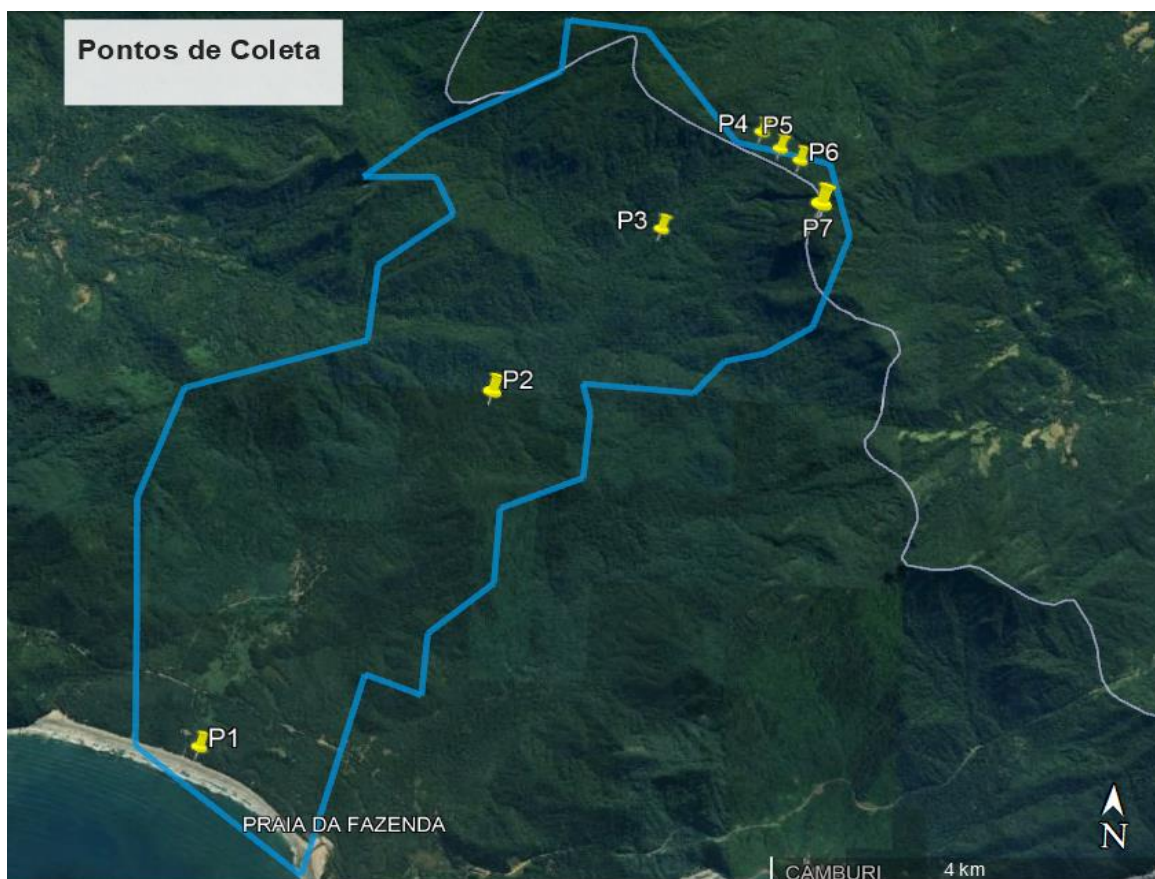 Pontos de Coleta
P4
P5
P6
P3
P7
P2
P1
PRAIA DA FAZENDA
N
CAMBURI
4 km